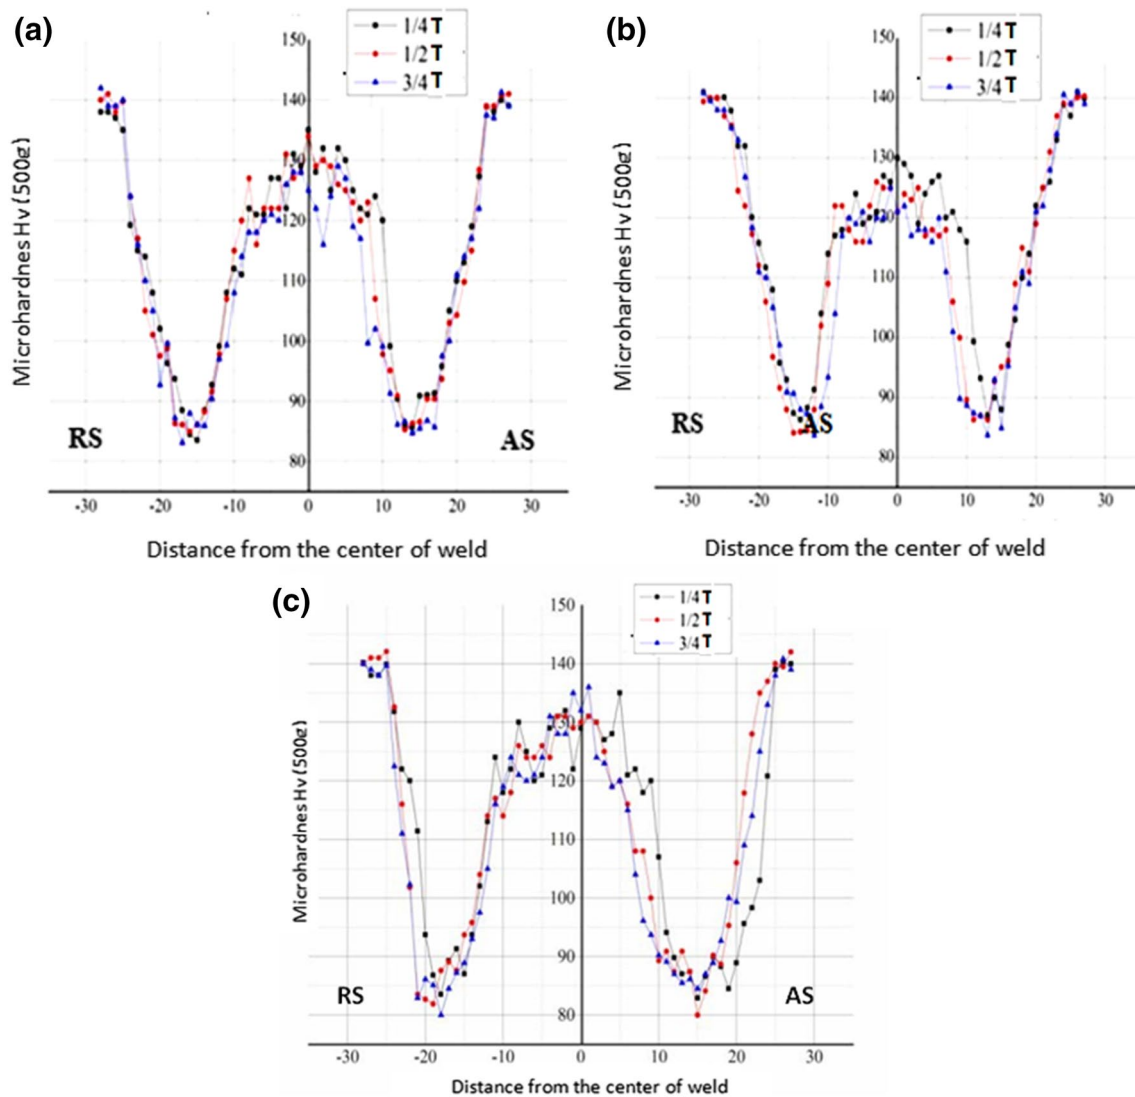 (a)
1/4 T
1/2 T
3/4 T
150
140
130
120
110
100
90
80
Microhardnes Hv (500g)
RS
AS
-30
-20
-10
0
10
20
30
Distance from the center of weld
(b)
1/4 T
1/2 T
3/4 T
150
140
130
120
110
100
90
80
Microhardnes Hv (500g)
RS
AS
-30
-20
-10
0
10
20
30
Distance from the center of weld
(c)
1/4 T
1/2 T
3/4 T
150
140
130
120
110
100
90
80
Microhardnes Hv (500g)
RS
AS
-30
-20
-10
0
10
20
30
Distance from the center of weld